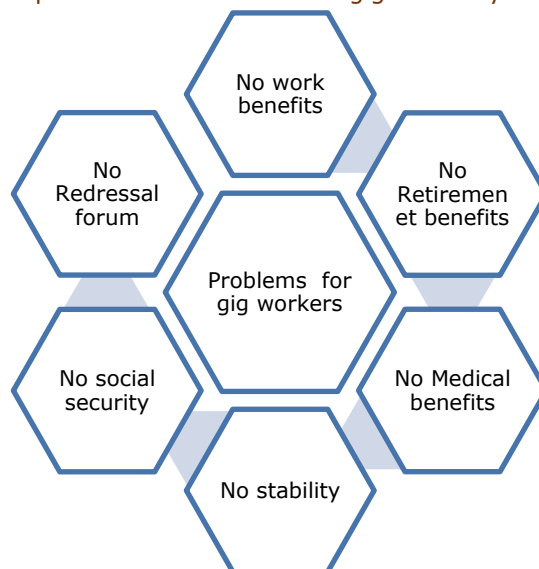 No work
benefits
No
Retiremen
et benefits
No Medical
benefits
No stability
No social
security
No
Redressal
forum
Problems for
gig workers